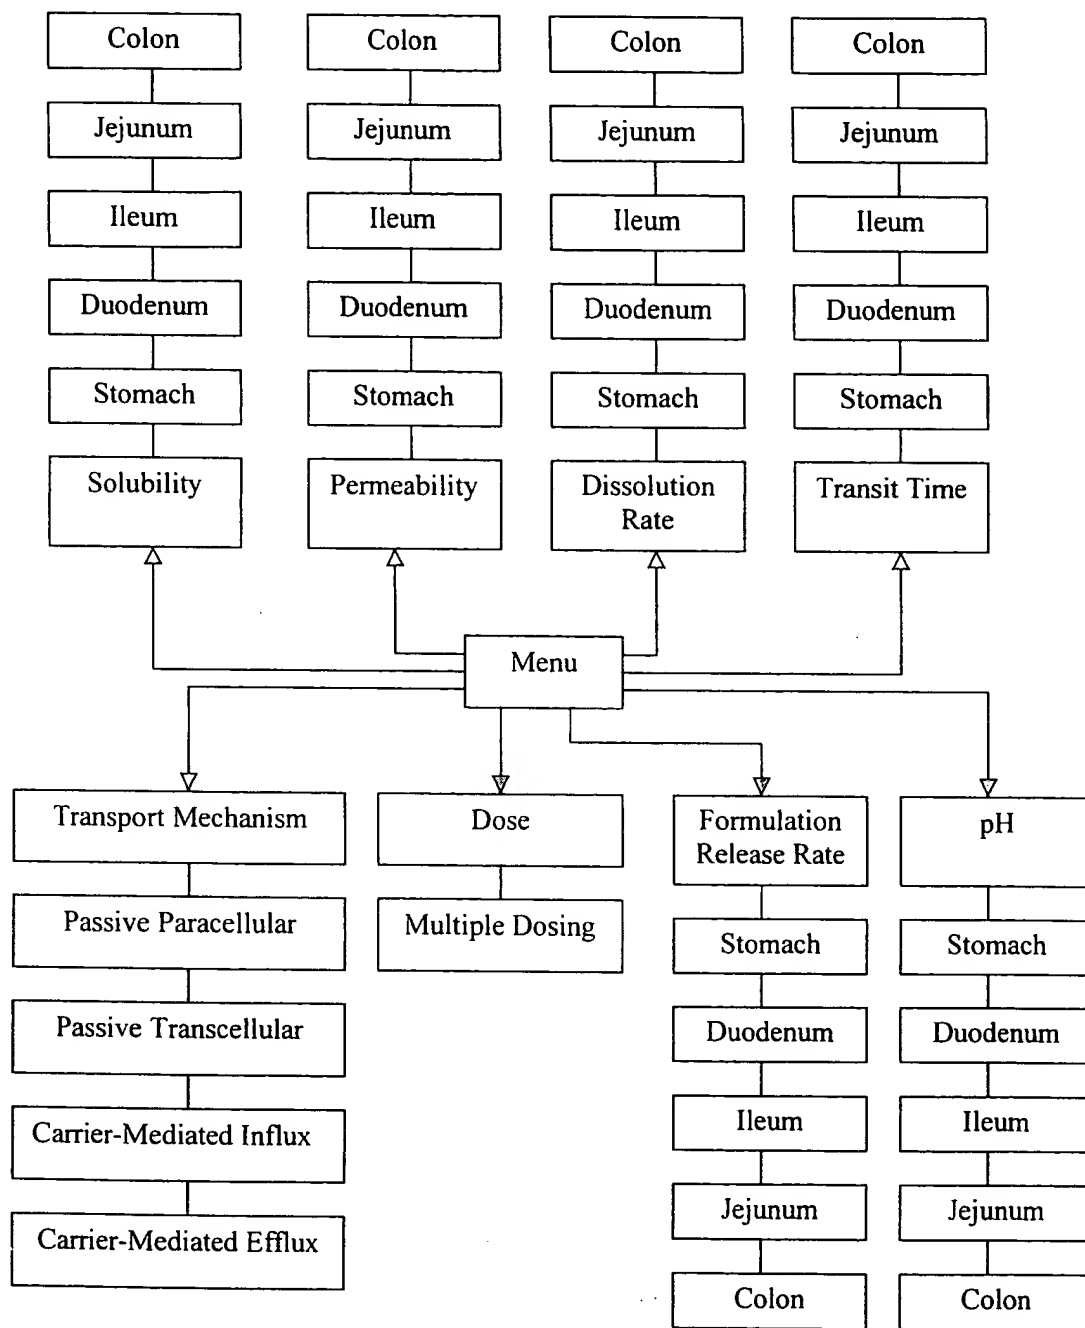 Colon
Colon
Colon
Colon
Jejunum
Jejunum
Jejunum
Jejunum
Ileum
Ileum
Ileum
Ileum
Duodenum
Duodenum
Duodenum
Duodenum
Stomach
Stomach
Stomach
Stomach
Solubility
Permeability
Dissolution
Rate
Transit Time
Menu
Transport Mechanism
Dose
Formulation
Release Rate
pH
Passive Paracellular
Multiple Dosing
Stomach
Stomach
Passive Transcellular
Duodenum
Duodenum
Carrier-Mediated Influx
Ileum
Ileum
Carrier-Mediated Efflux
Jejunum
Jejunum
Colon
Colon